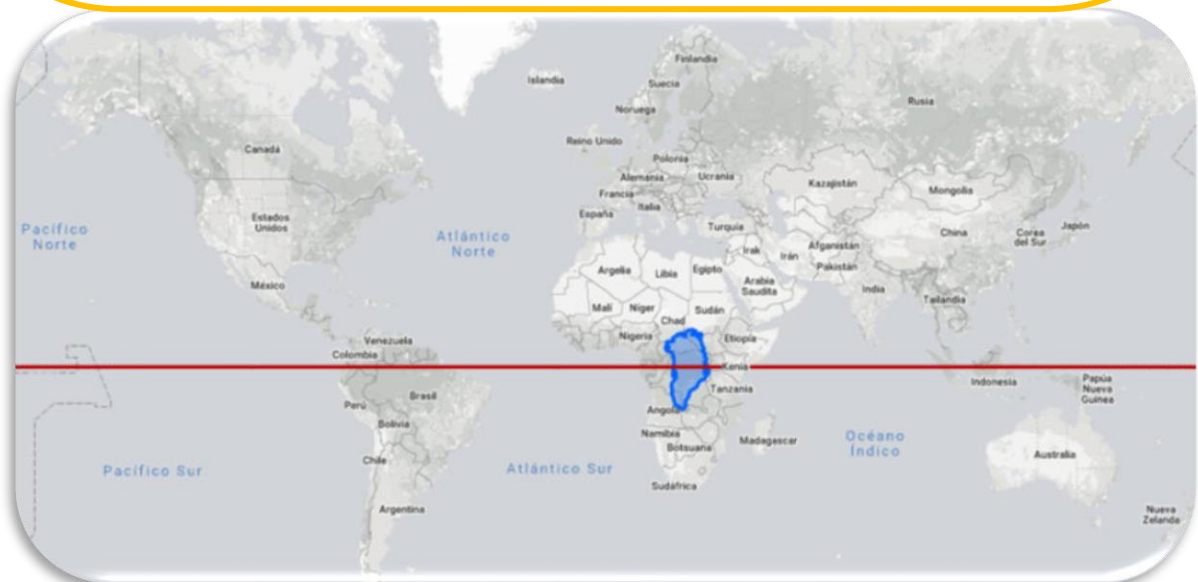 Finlandia
Islandia
Suecia
Rusia
Noruega
Reino Unido
Canadá
Polonia
Alemania
Ucrania
Kazajistán
Mongolia
Francia
Italia
España
Estados
Unidos
Pacífico
Norte
Atlántico
Norte
Turquía
China
Corea
del Sur
Japón
Afganistán
Irak
Irán
Pakistán
Argelia
Libia
Egipto
Arabia
Saudita
México
India
Tailandia
Malí
Níger
Sudán
Chad
Nigeria
Etiopía
Venezuela
Colombia
Kenia
Indonesia
Papúa
Nueva
Guinea
Tanzania
Brasil
Perú
Angola
Bolivia
Namibia
Botsuana
Madagascar
Océano
Índico
Chile
Australia
Pacífico Sur
Atlántico Sur
Sudáfrica
Argentina
Nueva
Zelanda